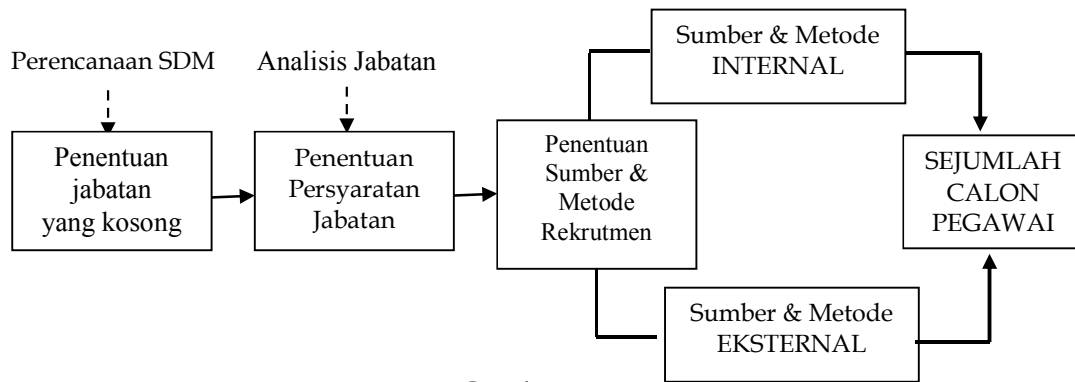 Perencanaan SDM
Analisis Jabatan
Penentuan
jabatan
yang kosong
Penentuan
Persyaratan
Jabatan
Penentuan
Sumber &
Metode
Rekrutmen
Sumber & Metode
INTERNAL
Sumber & Metode
EKSTERNAL
SEJUMLAH
CALON
PEGAWAI